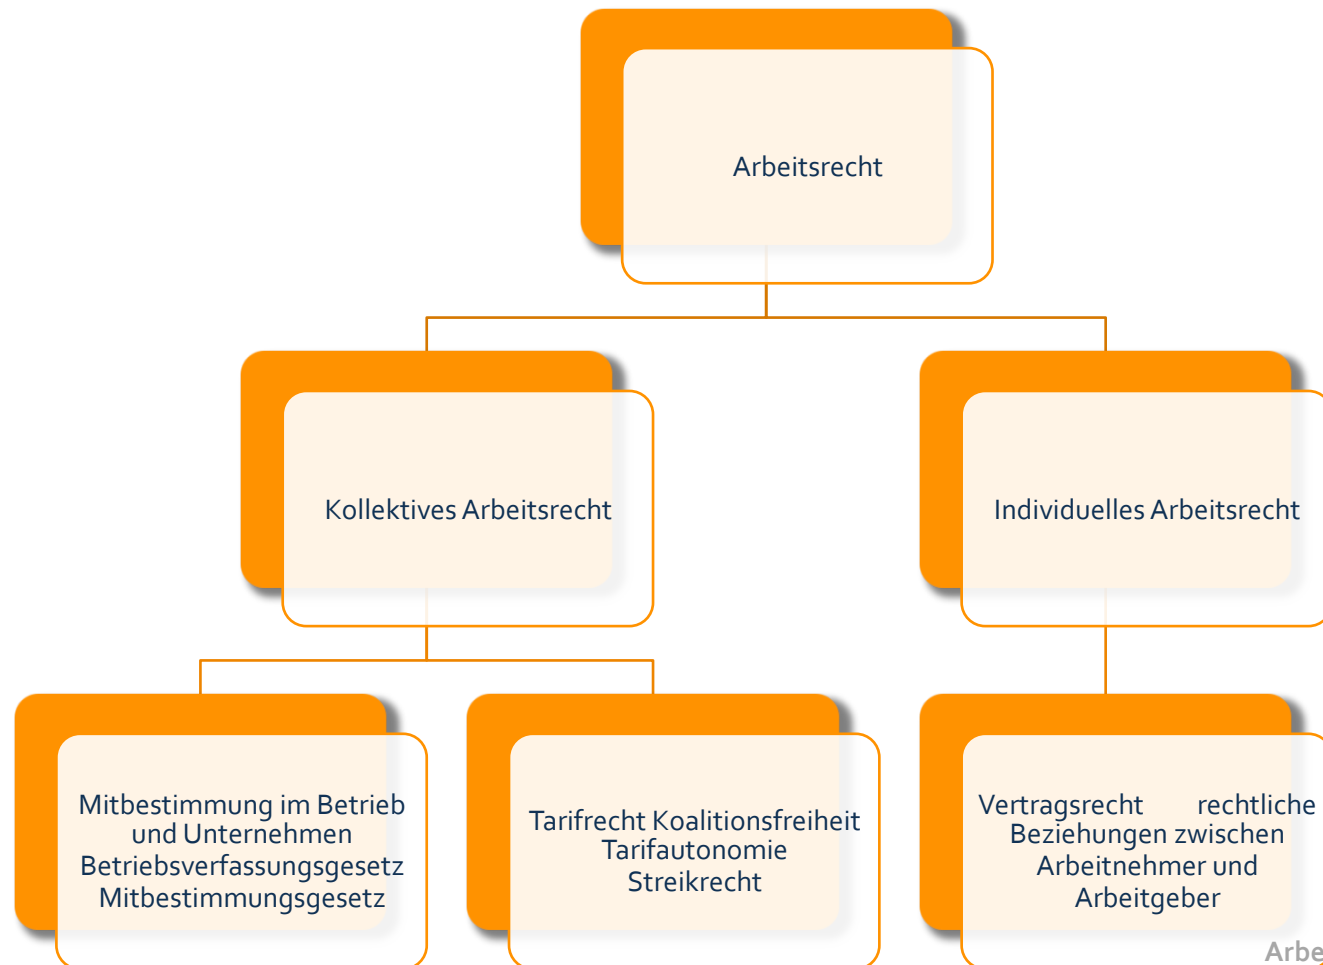 Arbeitsrecht
Kollektives Arbeitsrecht
Individuelles Arbeitsrecht
Mitbestimmung im Betrieb
und Unternehmen
Betriebsverfassungsgesetz
Mitbestimmungsgesetz
Tarifrecht Koalitionsfreiheit
Tarifautonomie
Streikrecht
Vertragsrecht rechtliche
Beziehungen zwischen
Arbeitnehmer und
Arbeitgeber
Arbe